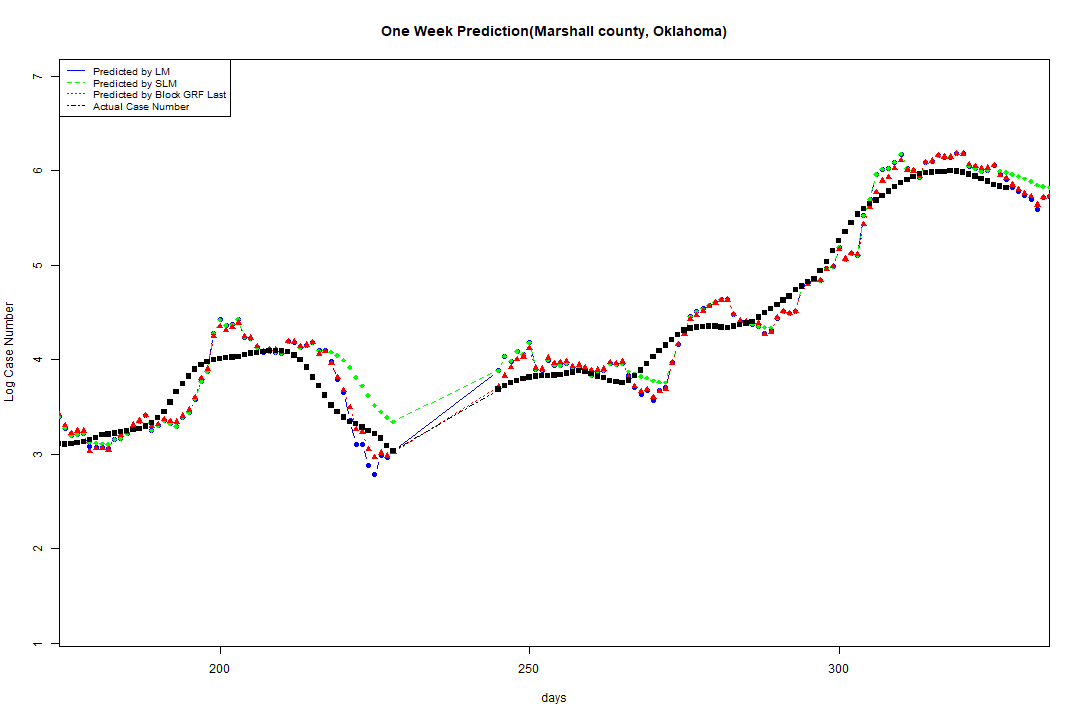 One Week Prediction(Marshall county, Oklahoma)
Predicted by LM
Predicted by SLM
Predicted by Block GRF Last
Actual Case Number
7
6
5
4
3
2
1
Log Case Number
200
250
300
days